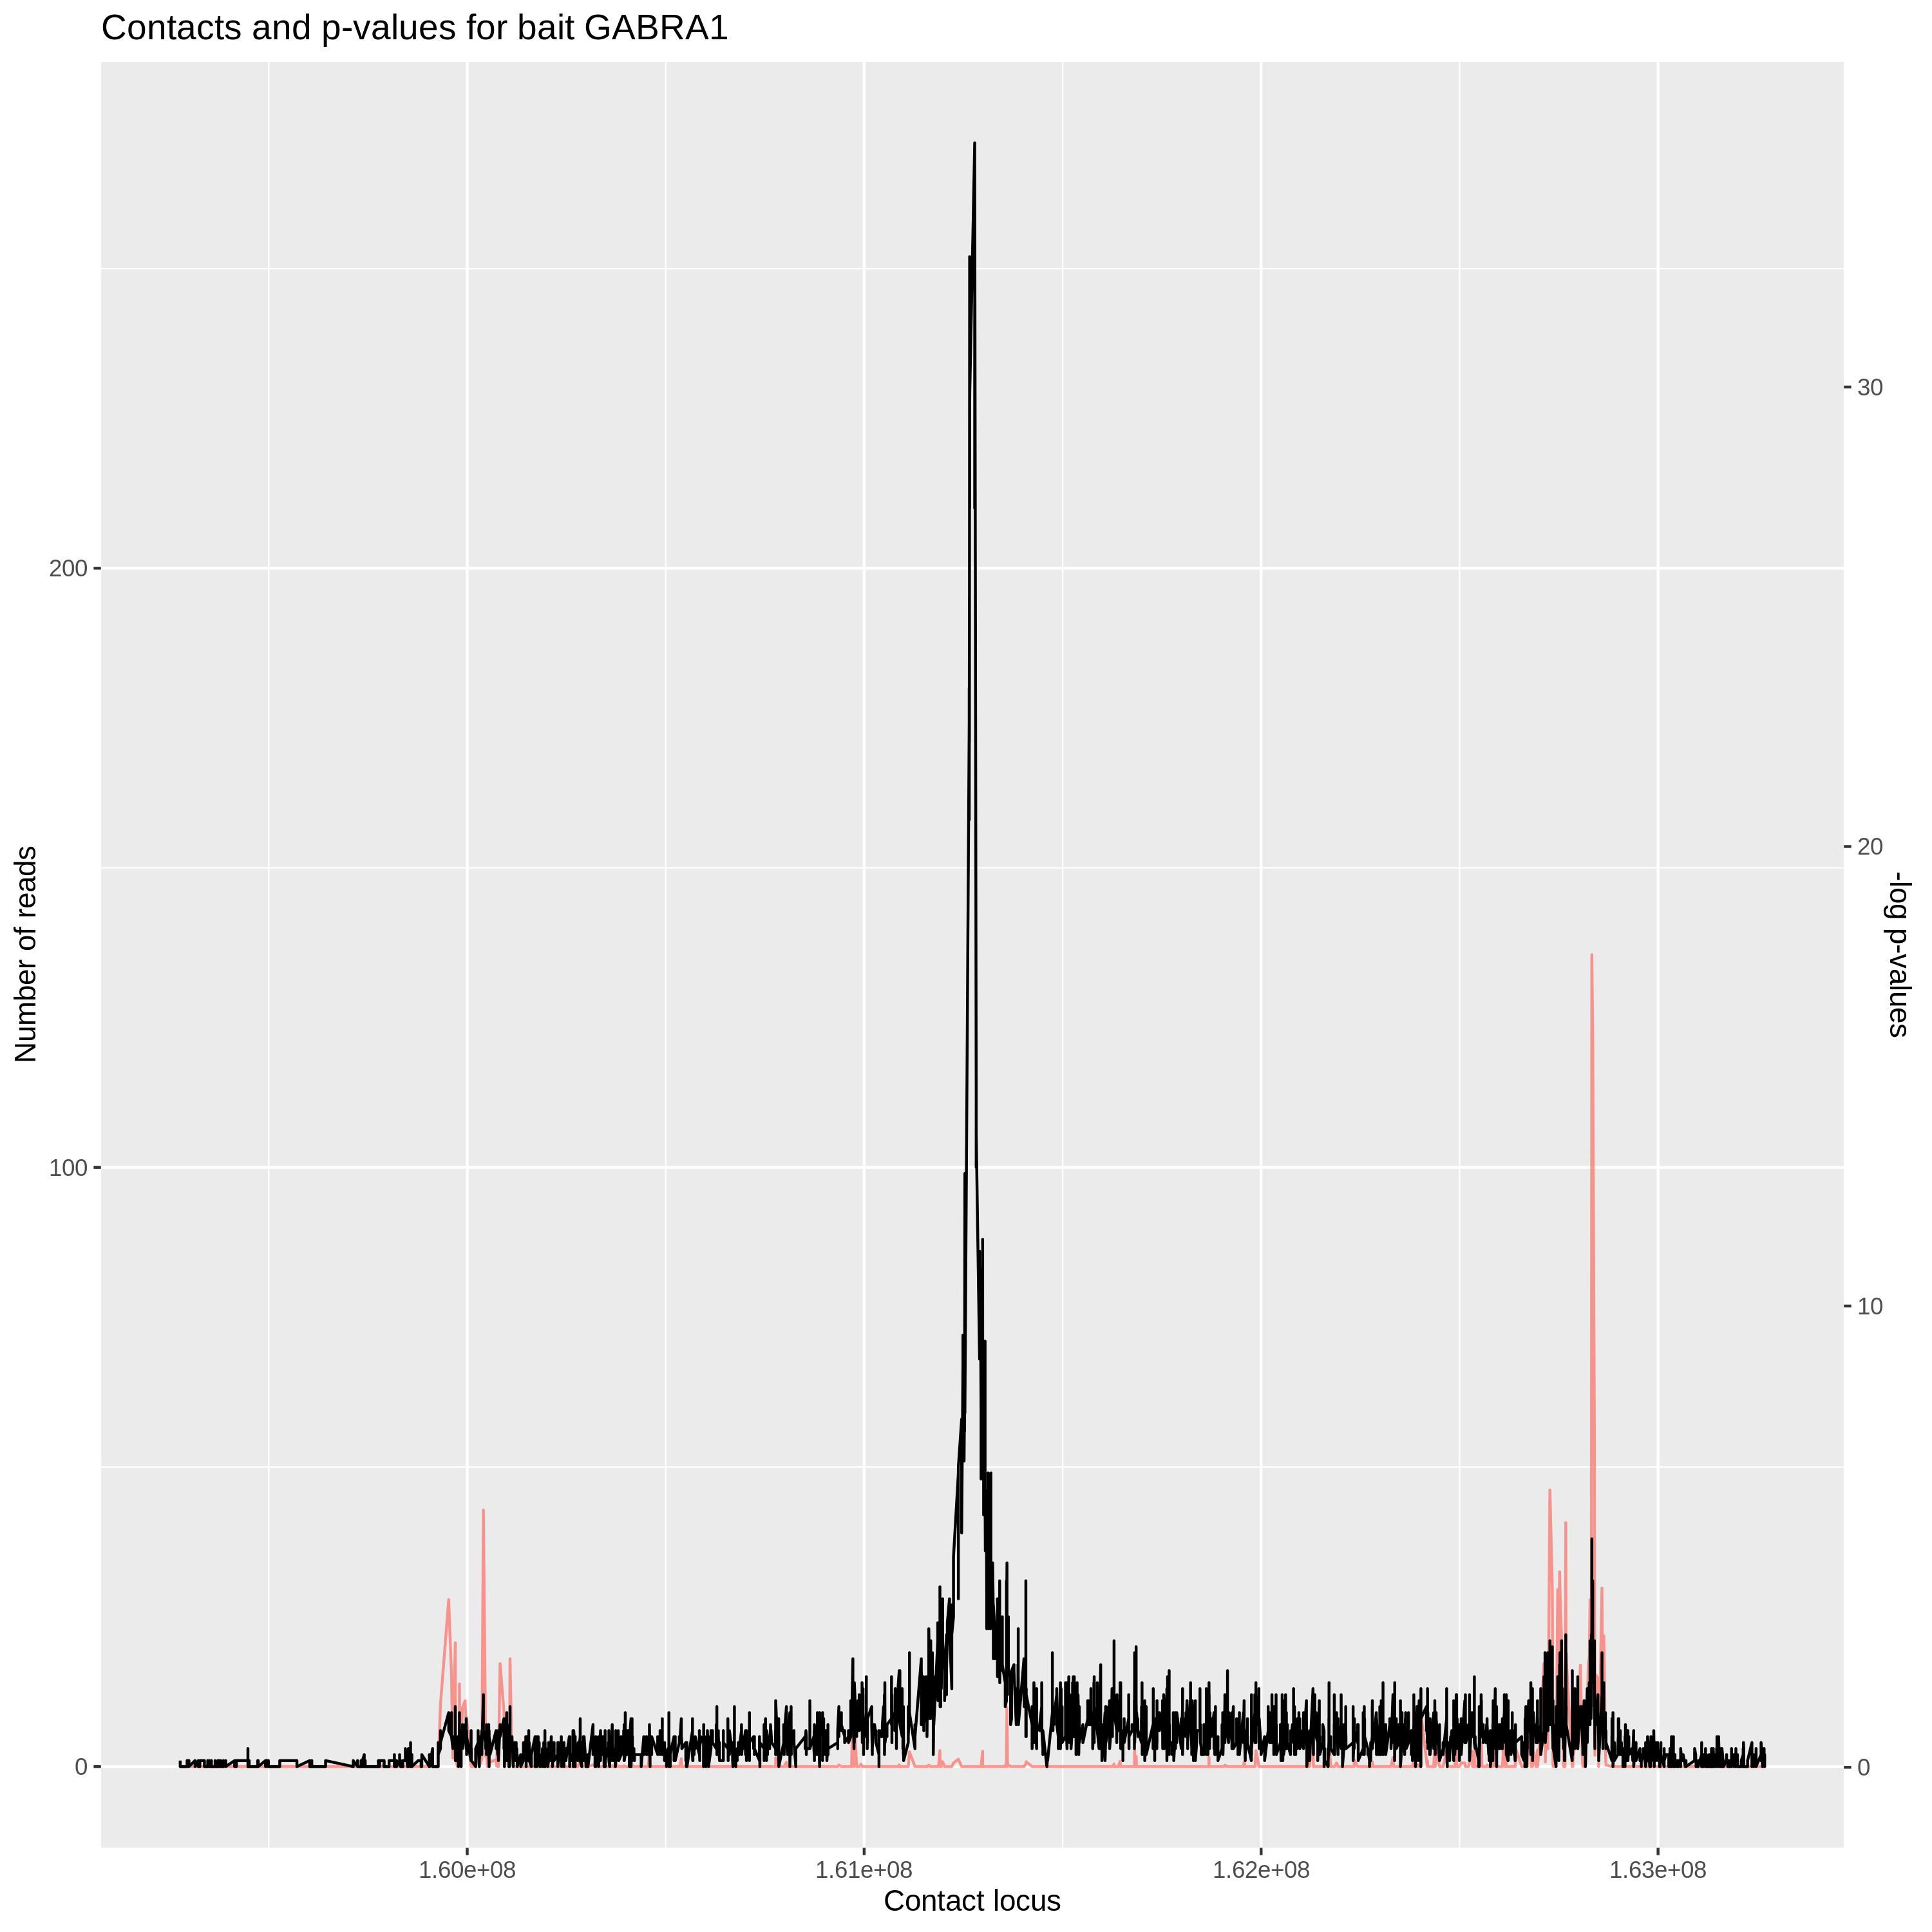 Contacts and p-values for bait GABRA1
Number of reads
200
100
0
30
20
10
0
-log p-values
1.60e+08
1.61e+08
1.62e+08
1.63e+08
Contact locus